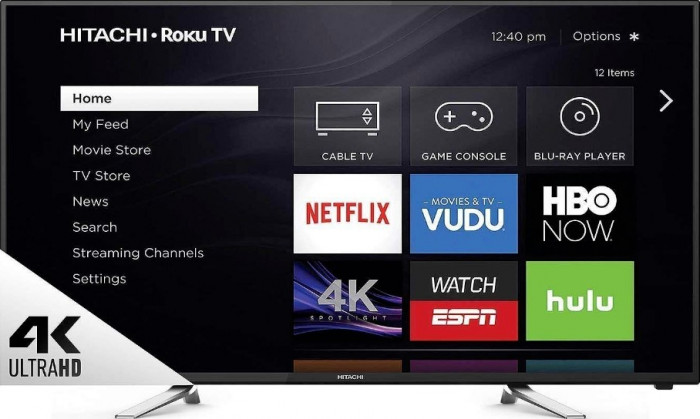 HITACHI • Roku TV
12:40 pm
Options ✱
12 Items
Home
My Feed
Movie Store
TV Store
News
Search
Streaming Channels
Settings
CABLE TV
GAME CONSOLE
BLU-RAY PLAYER
NETFLIX
– MOVIES & TV –
VUDU
HBO
NOW
4K
SPOTLIGHT
WATCH
ESPN
hulu
4K
ULTRAHD
HITACHI